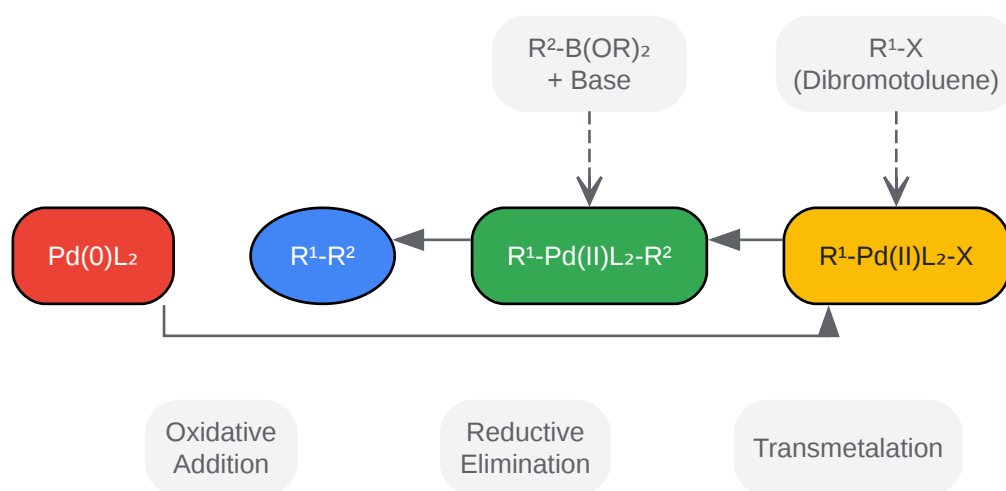 R²-B(OR)₂
+ Base
R¹-X
(Dibromotoluene)
Pd(0)L₂
R¹-R²
R¹-Pd(II)L₂-R²
R¹-Pd(II)L₂-X
Oxidative
Addition
Reductive
Elimination
Transmetalation